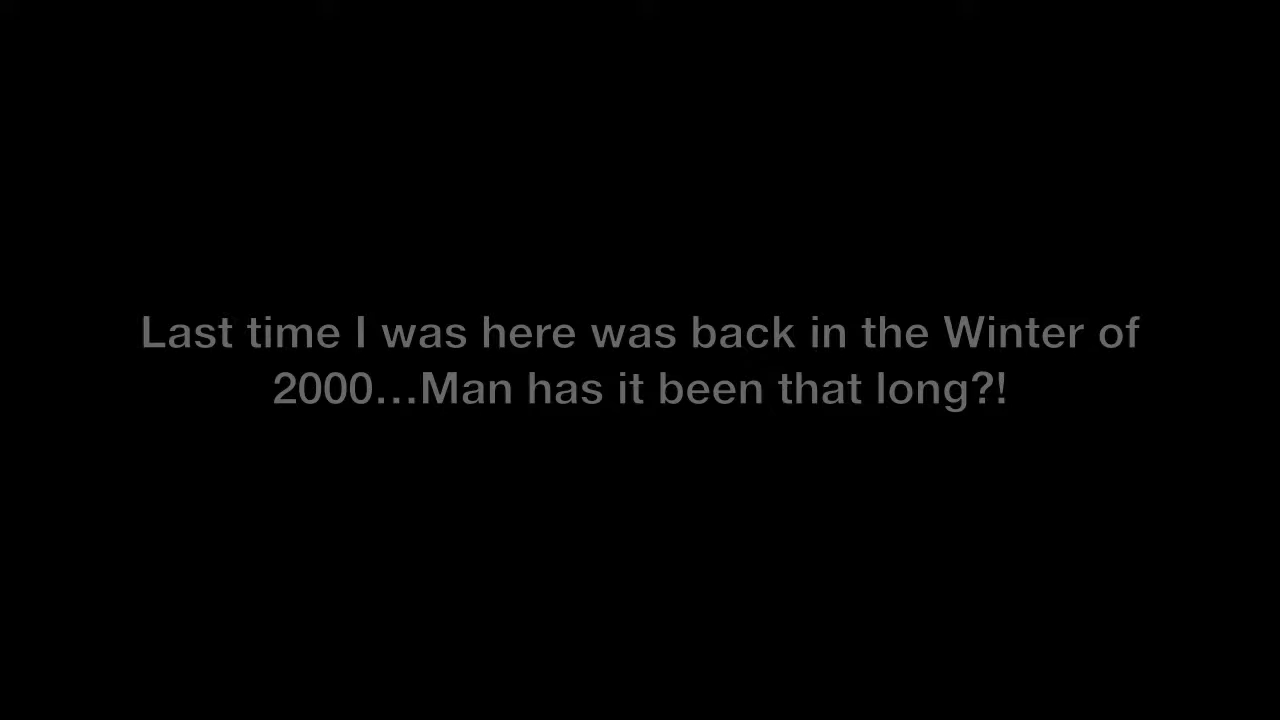 Last time I was here was back in the Winter of
2000...Man has it been that long?!